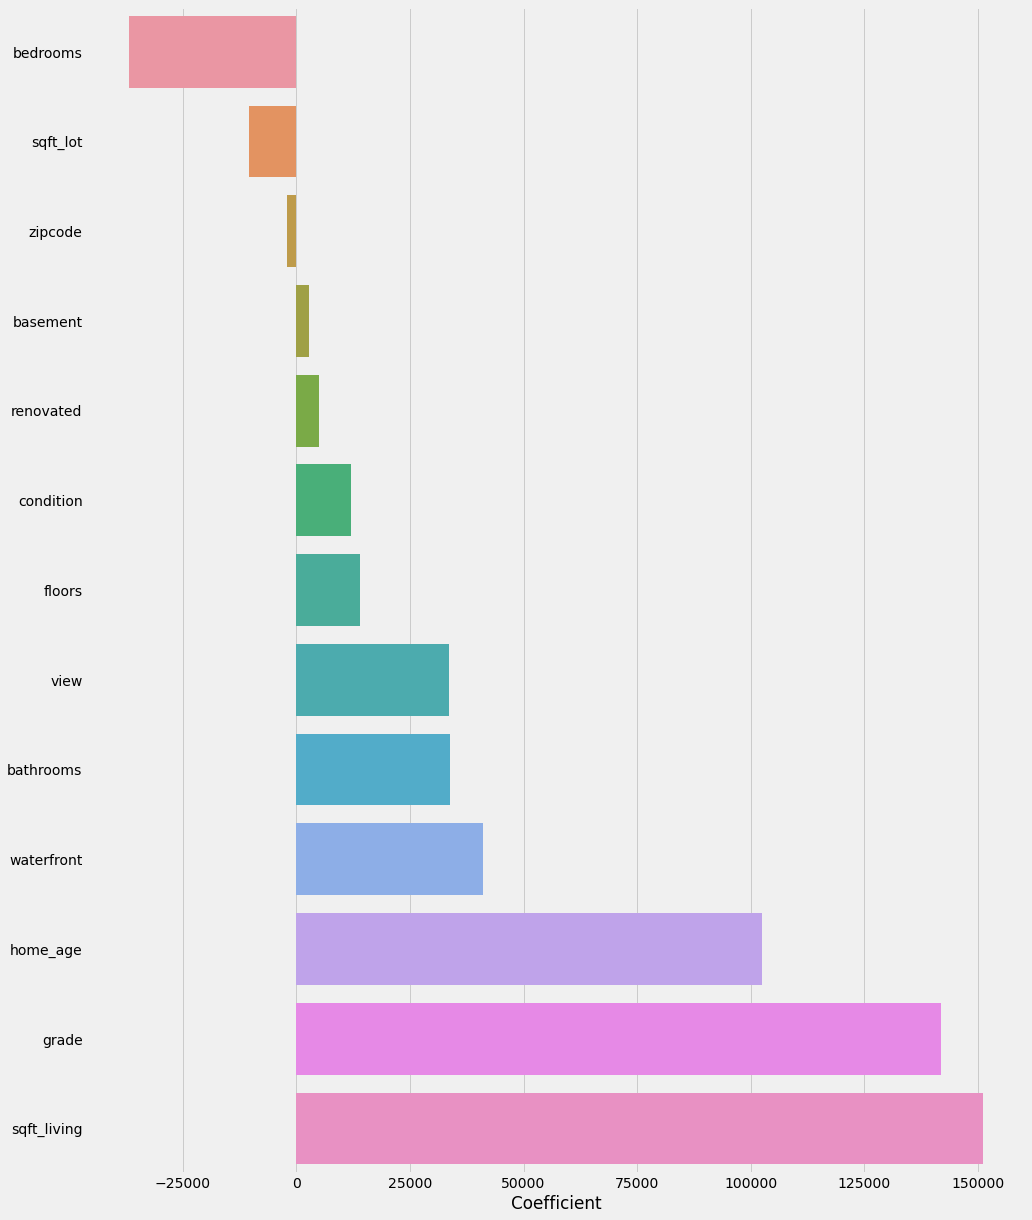 bedrooms
sqft_lot
zipcode
basement
renovated
condition
floors
view
bathrooms
waterfront
home_age
grade
sqft_living
−25000 0 25000 50000 75000 100000 125000 150000
Coefficient